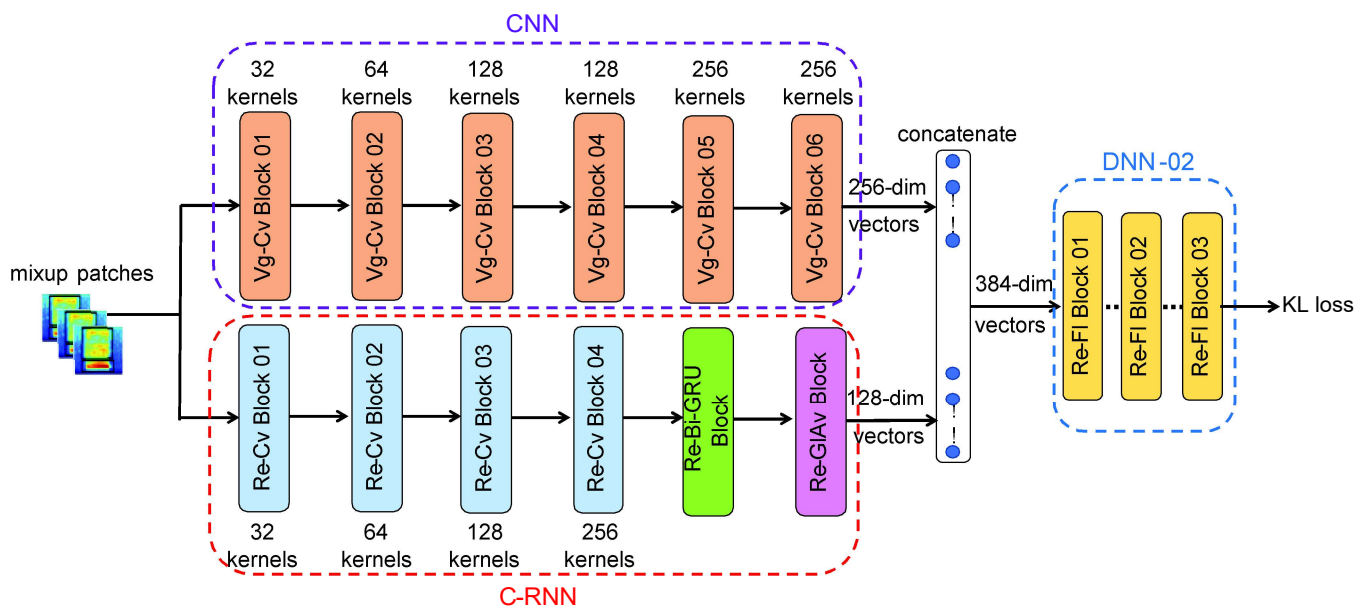 CNN
32
kernels
64
kernels
128
kernels
128
kernels
256
kernels
256
kernels
Vg-Cv Block 01
Vg-Cv Block 02
Vg-Cv Block 03
Vg-Cv Block 04
Vg-Cv Block 05
Vg-Cv Block 06
256-dim
vectors
concatenate
DNN-02
mixup patches
384-dim
vectors
Re-Fl Block 01
Re-Fl Block 02
Re-Fl Block 03
KL loss
Re-Cv Block 01
Re-Cv Block 02
Re-Cv Block 03
Re-Cv Block 04
Re-Bi-GRU
Block
Re-GlAv Block
128-dim
vectors
32
kernels
64
kernels
128
kernels
256
kernels
C-RNN